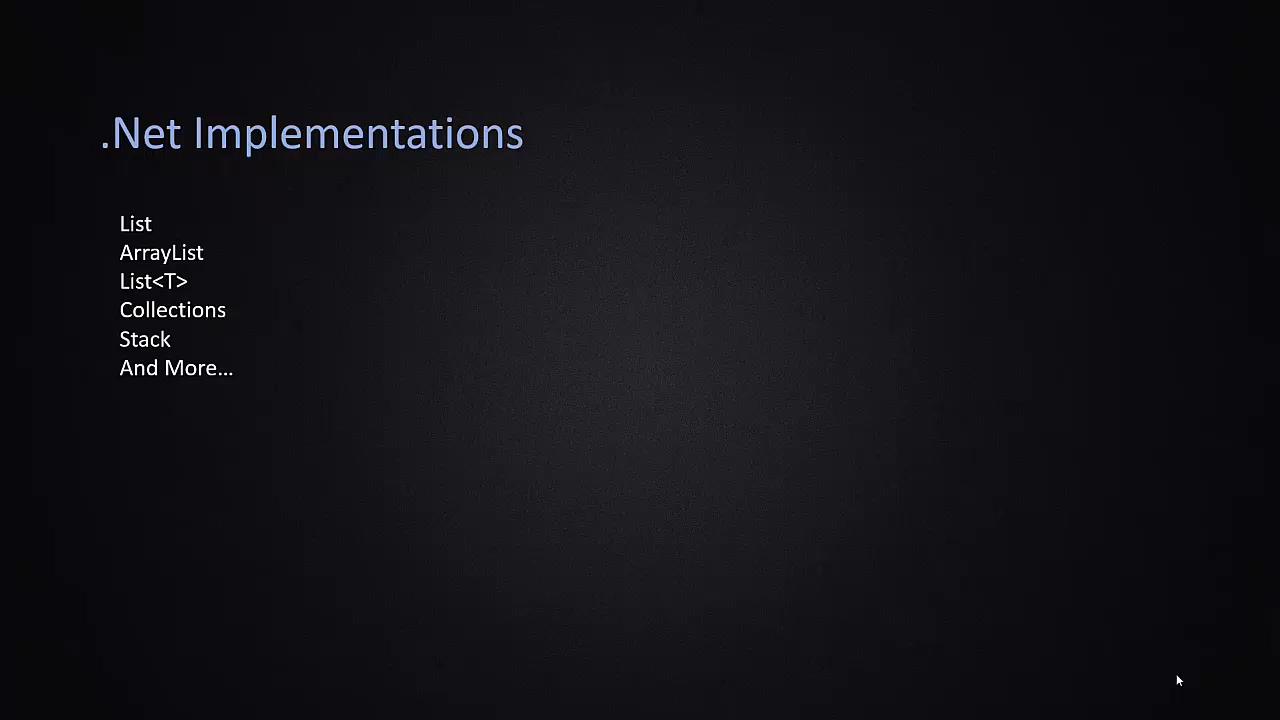 .Net Implementations
List
ArrayList
List<T>
Collections
Stack
And More...